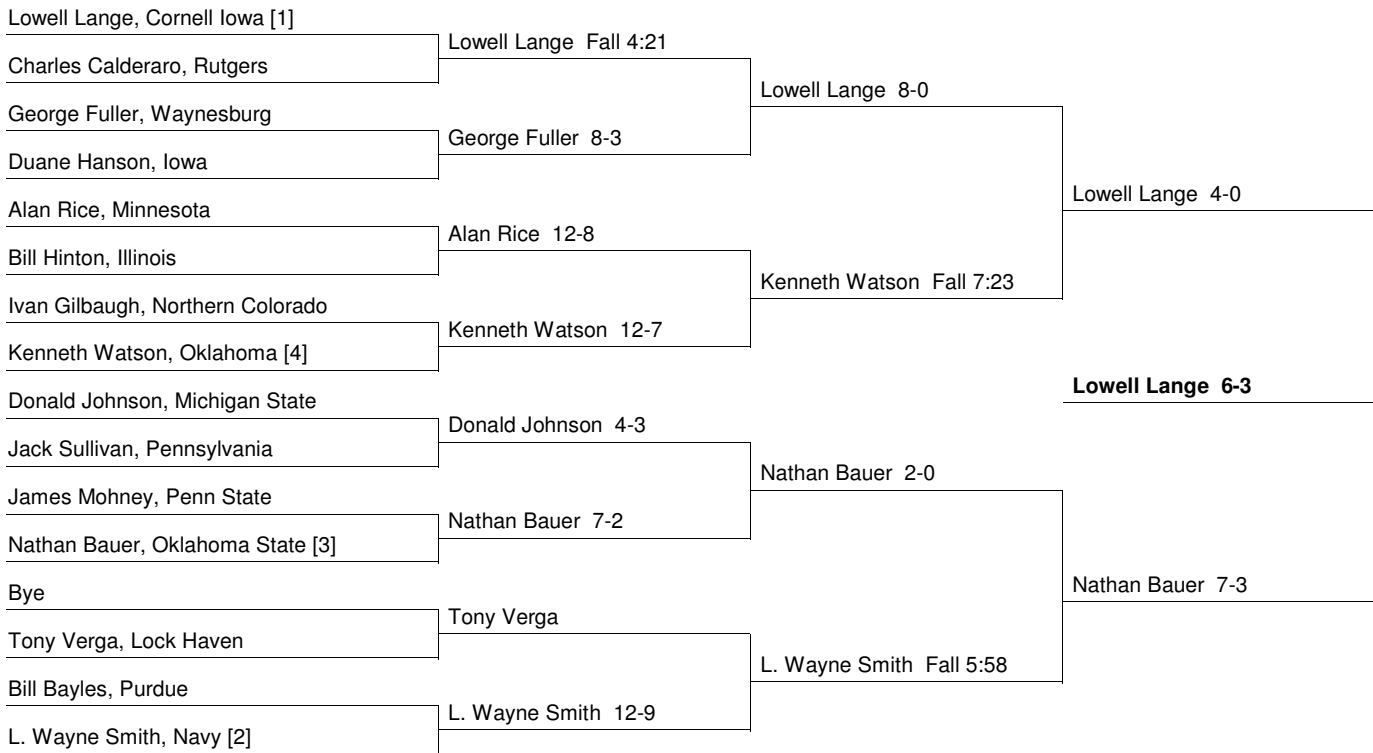 Lowell Lange, Cornell Iowa [1]
Lowell Lange Fall 4:21
Charles Calderaro, Rutgers
Lowell Lange 8-0
George Fuller, Waynesburg
George Fuller 8-3
Duane Hanson, Iowa
Lowell Lange 4-0
Alan Rice, Minnesota
Alan Rice 12-8
Bill Hinton, Illinois
Kenneth Watson Fall 7:23
Ivan Gilbaugh, Northern Colorado
Kenneth Watson 12-7
Kenneth Watson, Oklahoma [4]
Lowell Lange 6-3
Donald Johnson, Michigan State
Donald Johnson 4-3
Jack Sullivan, Pennsylvania
Nathan Bauer 2-0
James Mohney, Penn State
Nathan Bauer 7-2
Nathan Bauer, Oklahoma State [3]
Nathan Bauer 7-3
Bye
Tony Verga
Tony Verga, Lock Haven
L. Wayne Smith Fall 5:58
Bill Bayles, Purdue
L. Wayne Smith 12-9
L. Wayne Smith, Navy [2]